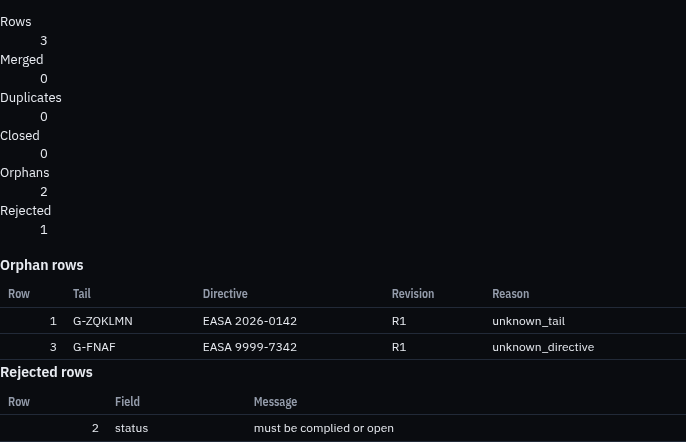 Rows
3
Merged
0
Duplicates
0
Closed
0
Orphans
2
Rejected
1
Orphan rows
Row Tail Directive Revision Reason
1 G-ZQKLMN EASA 2026-0142 R1 unknown_tail
3 G-FNAF EASA 9999-7342 R1 unknown_directive
Rejected rows
Row Field Message
2 status must be complied or open